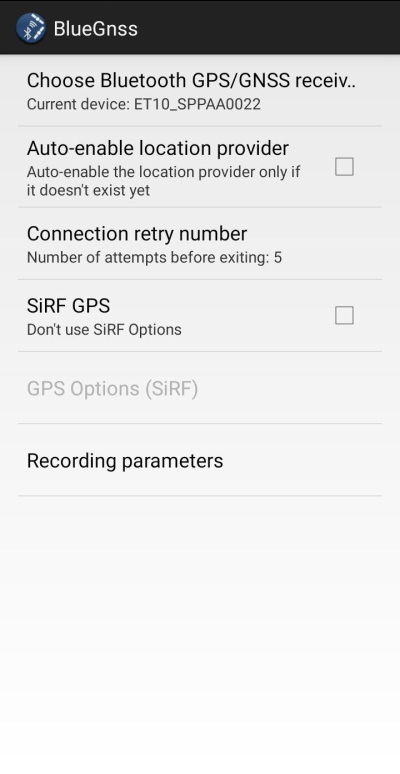 BlueGnss
Choose Bluetooth GPS/GNSS receiv..
Current device: ET10_SPPAA0022
Auto-enable location provider
Auto-enable the location provider only if
it doesn't exist yet
Connection retry number
Number of attempts before exiting: 5
SiRF GPS
Don't use SiRF Options
GPS Options (SiRF)
Recording parameters